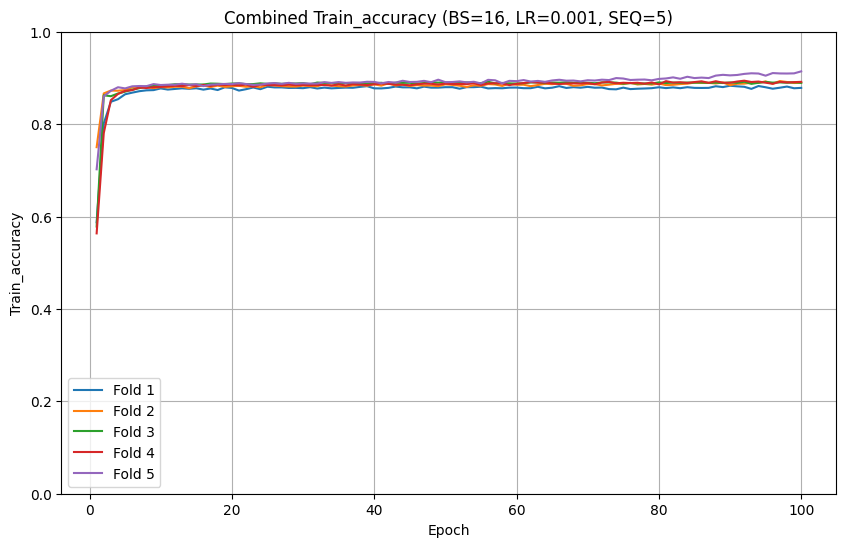 Combined Train_accuracy (BS=16, LR=0.001, SEQ=5)
Train_accuracy
1.0
0.8
0.6
0.4
0.2
0.0
Fold 1
Fold 2
Fold 3
Fold 4
Fold 5
0
20
40
60
80
100
Epoch